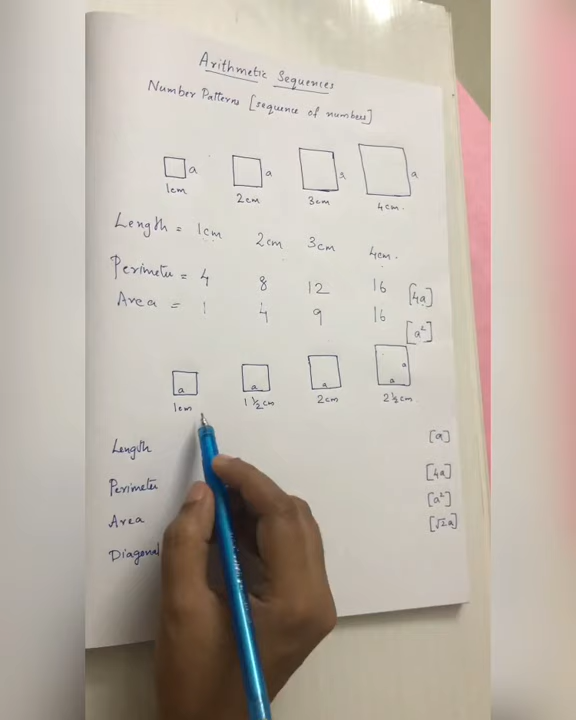 Arithmetic Sequences
Number Patterns [sequence of numbers]
a a a a
1cm 2cm 3cm 4cm.
Length = 1cm 2cm 3cm 4cm.
Perimeter = 4 8 12 16 [4a]
Area = 1 4 9 16 [a²]
a a a a a
1cm 1½cm 2cm 2½cm.
Length [a]
Perimeter [4a]
Area [a²]
Diagonal [√2a]